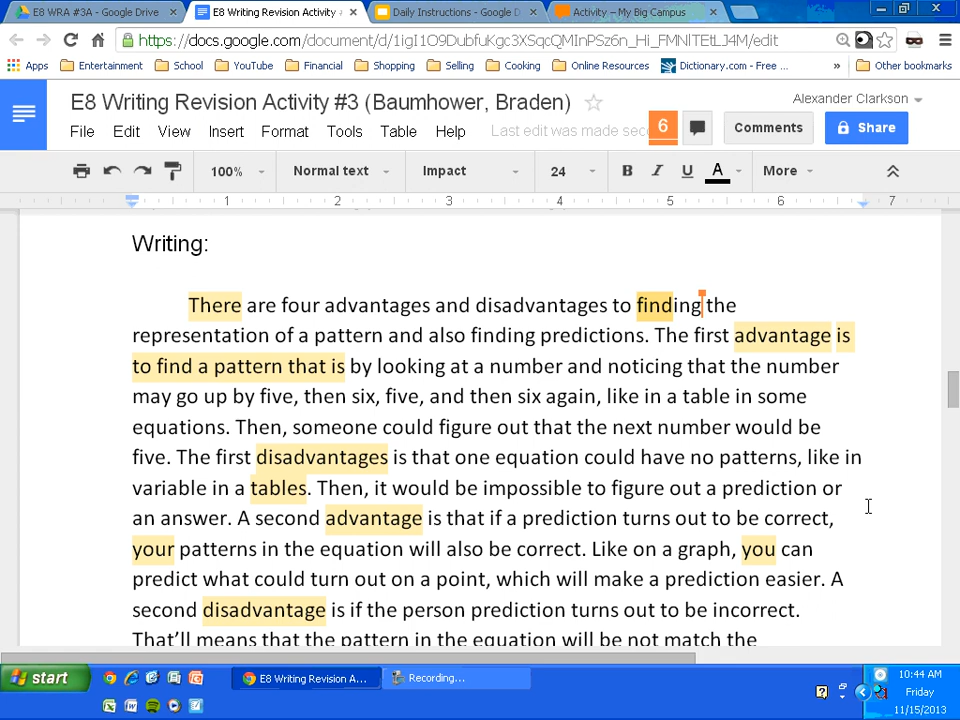 E8 WRA #3A - Google Drive
E8 Writing Revision Activity
Daily Instructions - Google D
Activity – My Big Campus
https://docs.google.com/document/d/1igI1O9DubfuKgc3XSqcQMInPSz6n_Hi_FMNlTEtLJ4M/edit
Apps Entertainment School YouTube Financial Shopping Selling Cooking Online Resources Dictionary.com - Free ... » Other bookmarks
E8 Writing Revision Activity #3 (Baumhower, Braden)
Alexander Clarkson
File Edit View Insert Format Tools Table Help Last edit was made seco 6 Comments Share
100% Normal text Impact 24 B I U A More
1 2 3 4 5 6 7
Writing:
There are four advantages and disadvantages to finding the
representation of a pattern and also finding predictions. The first advantage is
to find a pattern that is by looking at a number and noticing that the number
may go up by five, then six, five, and then six again, like in a table in some
equations. Then, someone could figure out that the next number would be
five. The first disadvantages is that one equation could have no patterns, like in
variable in a tables. Then, it would be impossible to figure out a prediction or
an answer. A second advantage is that if a prediction turns out to be correct,
your patterns in the equation will also be correct. Like on a graph, you can
predict what could turn out on a point, which will make a prediction easier. A
second disadvantage is if the person prediction turns out to be incorrect.
That'll means that the pattern in the equation will be not match the
start
E8 Writing Revision A...
Recording...
10:44 AM
Friday
11/15/2013